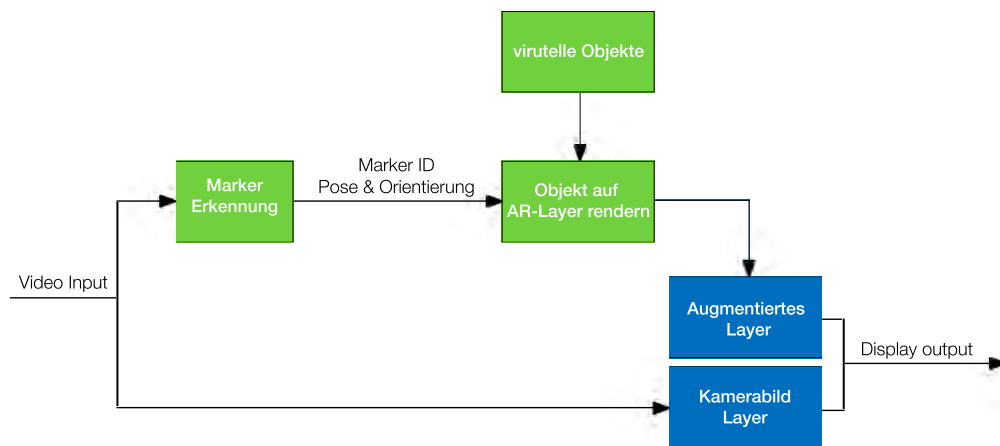 virutelle Objekte
Marker ID
Pose & Orientierung
Marker
Erkennung
Objekt auf
AR-Layer rendern
Video Input
Augmentiertes
Layer
Display output
Kamerabild
Layer